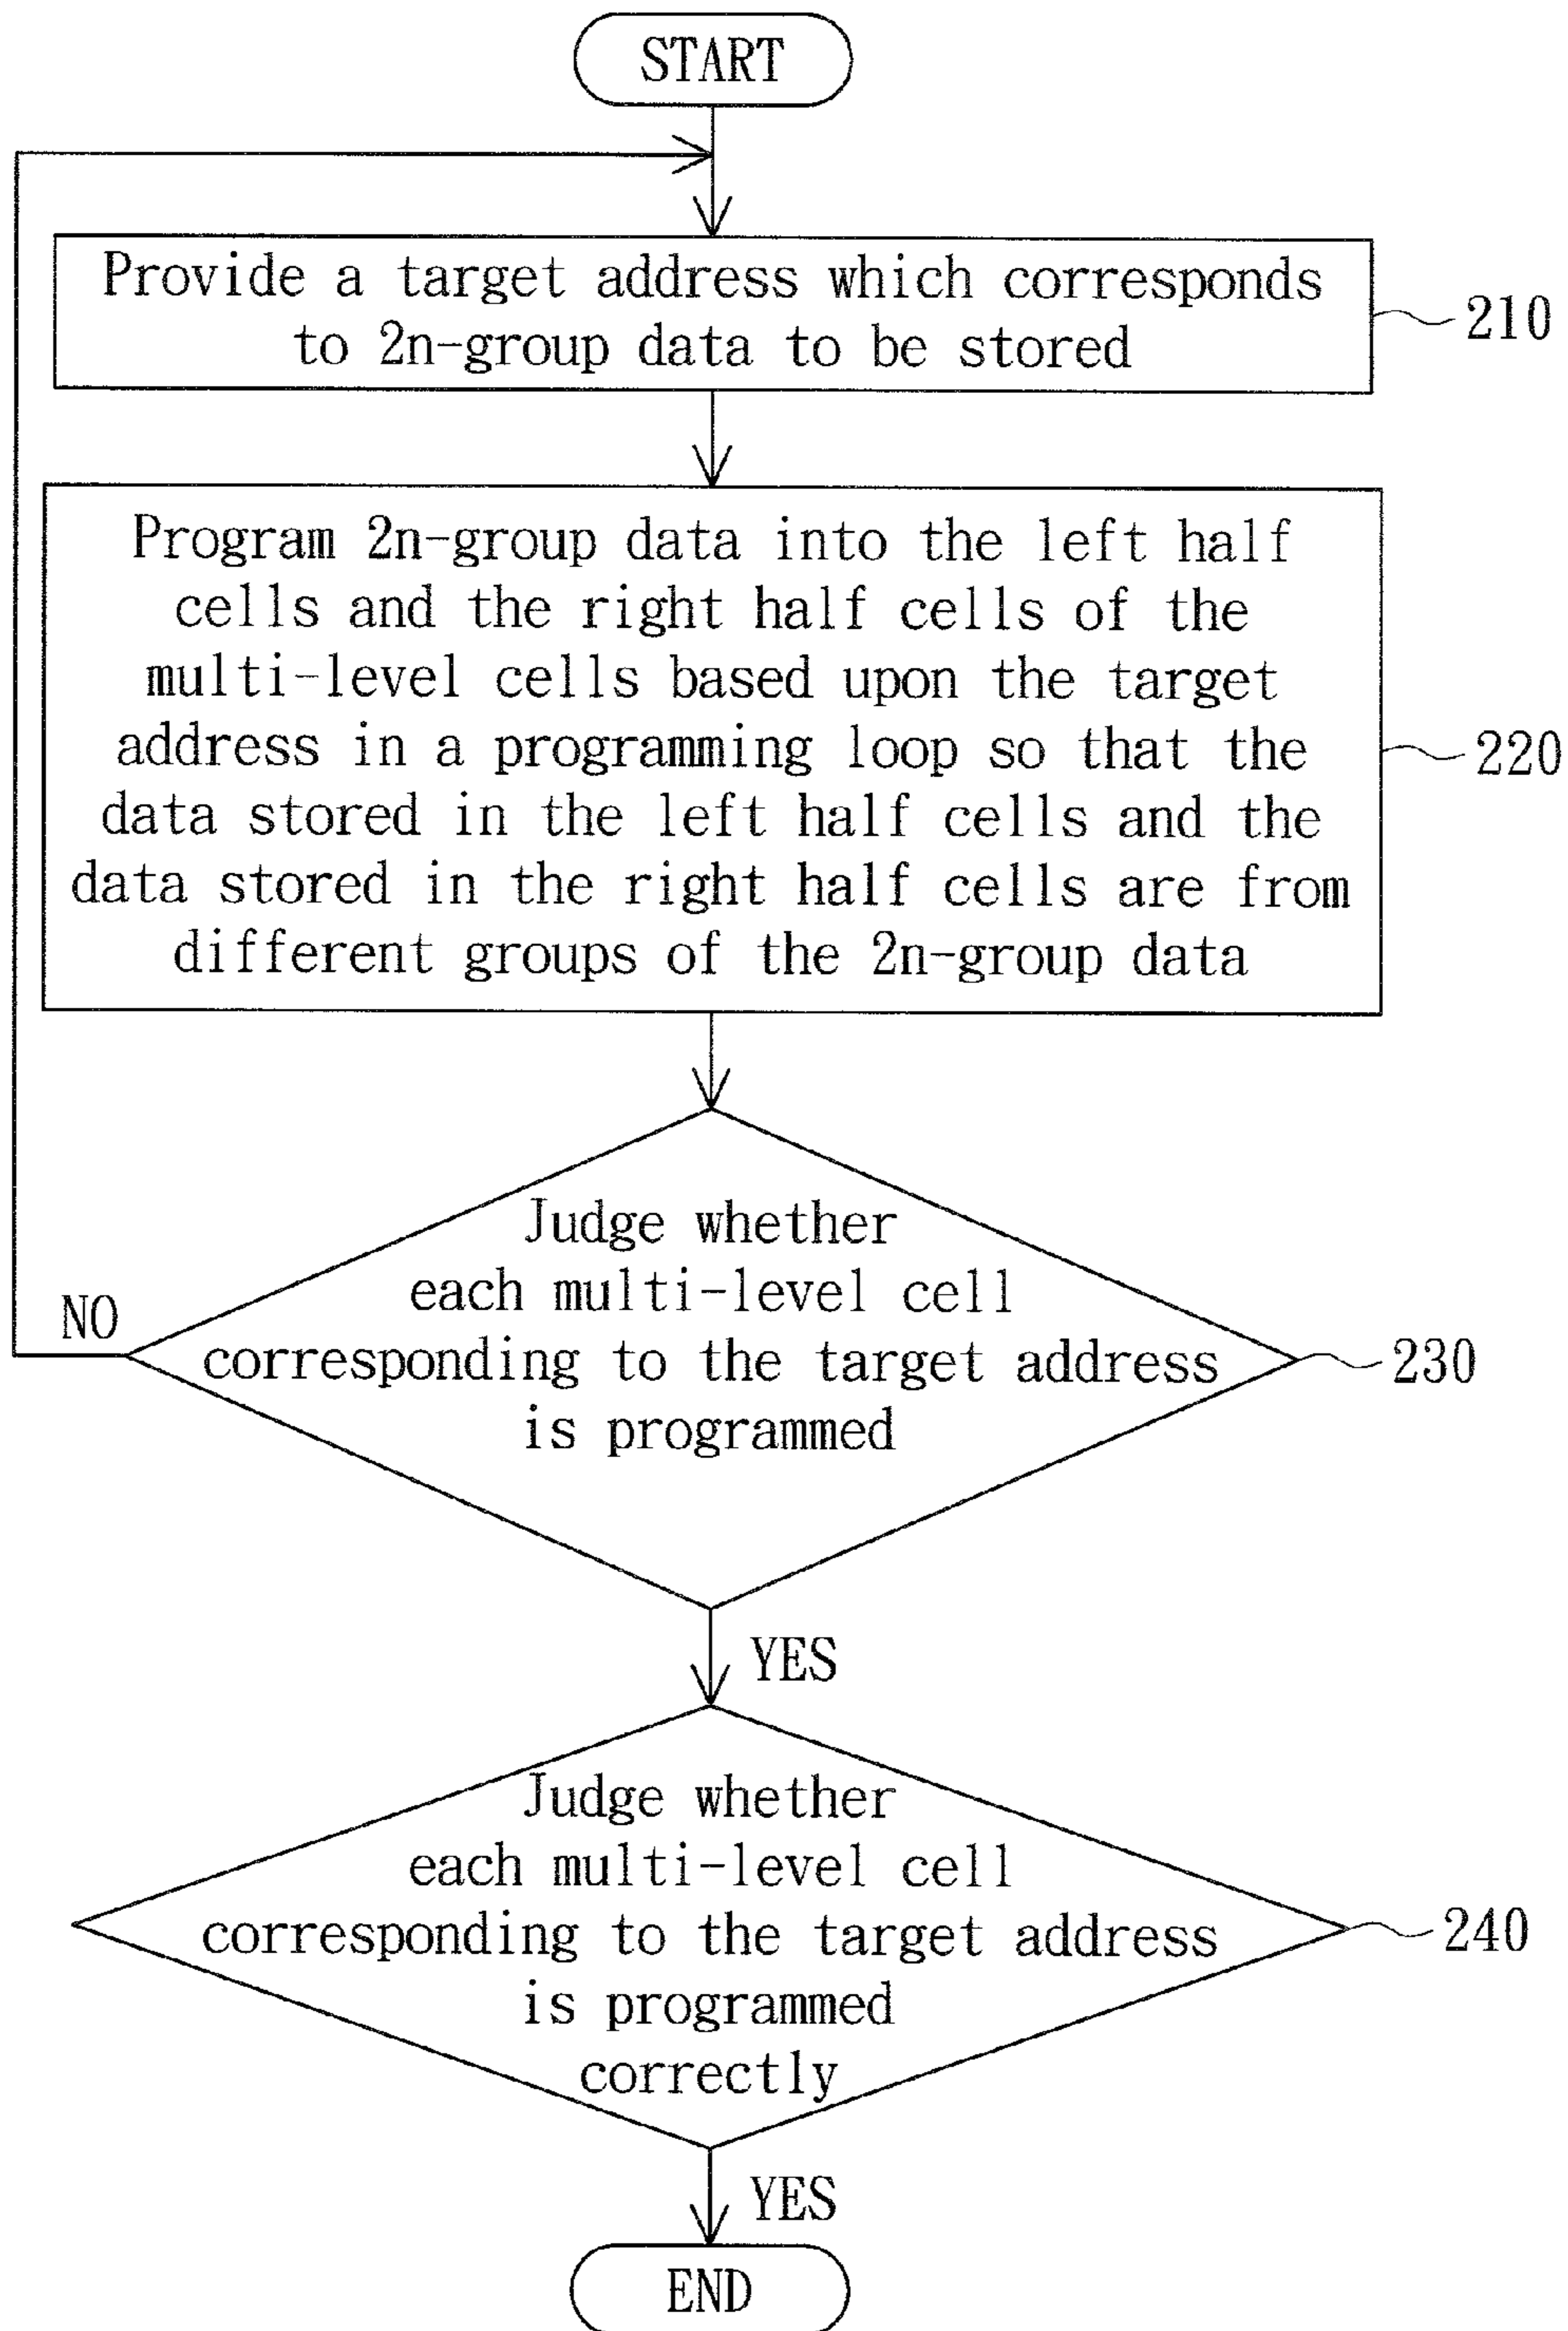 START
Provide a target address which corresponds
to 2n-group data to be stored
210
Program 2n-group data into the left half
cells and the right half cells of the
multi-level cells based upon the target
address in a programming loop so that the
data stored in the left half cells and the
data stored in the right half cells are from
different groups of the 2n-group data
220
Judge whether
each multi-level cell
corresponding to the target address
is programmed
230
NO
YES
Judge whether
each multi-level cell
corresponding to the target address
is programmed
correctly
240
YES
END